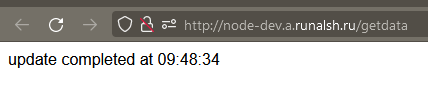 http://node-dev.a.runalsh.ru/getdata
update completed at 09:48:34